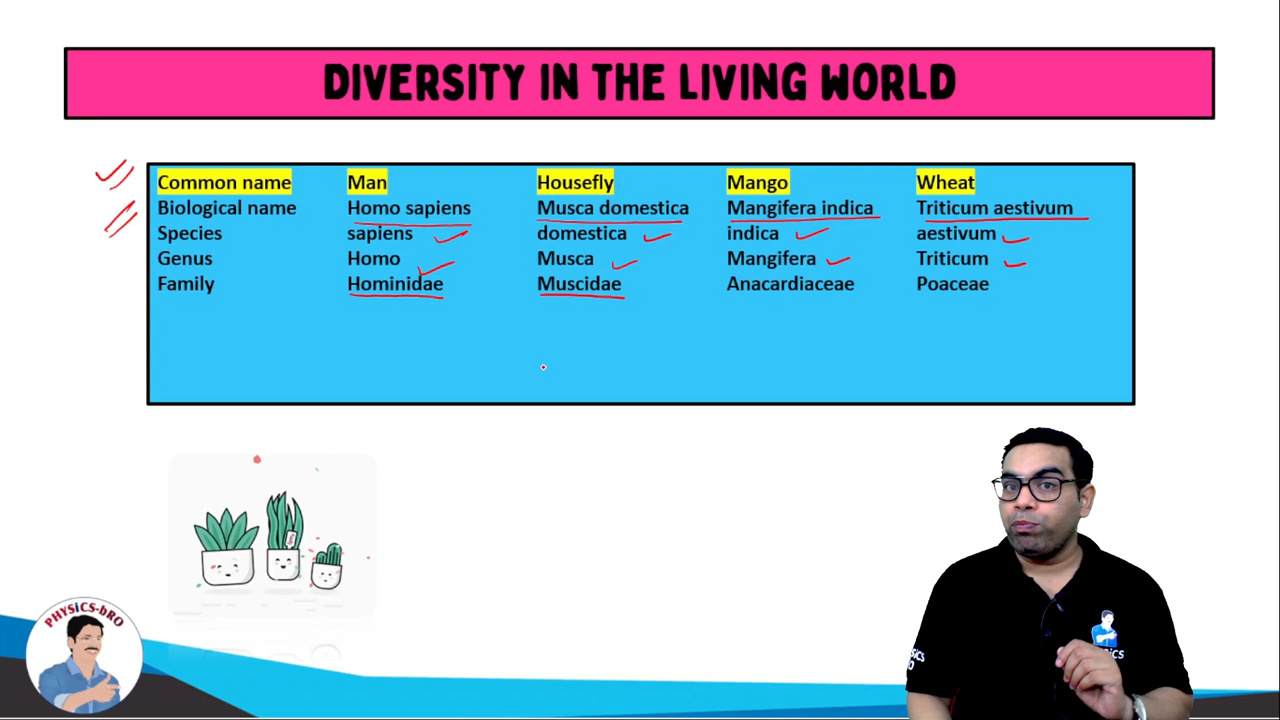 DIVERSITY IN THE LIVING WORLD
Common name Man Housefly Mango Wheat
Biological name Homo sapiens Musca domestica Mangifera indica Triticum aestivum
Species sapiens domestica indica aestivum
Genus Homo Musca Mangifera Triticum
Family Hominidae Muscidae Anacardiaceae Poaceae
PHYSICS-bRO